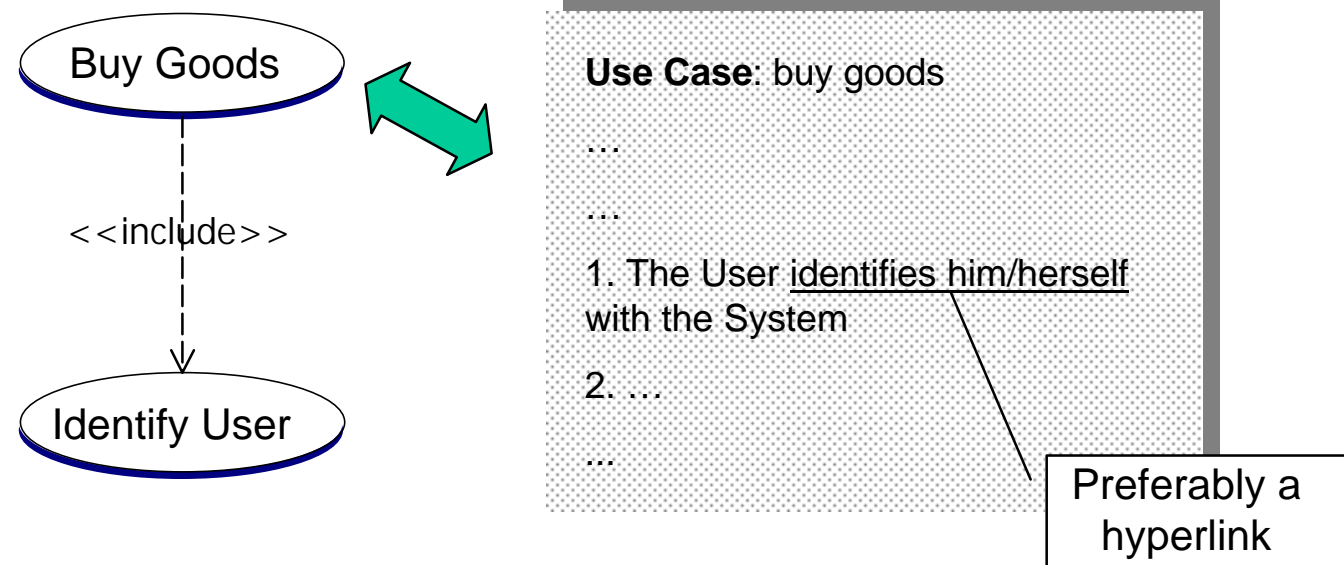 Buy Goods
<<include>>
Identify User
Use Case: buy goods
…
…
1. The User identifies him/herself
with the System
2. …
...
Preferably a
hyperlink